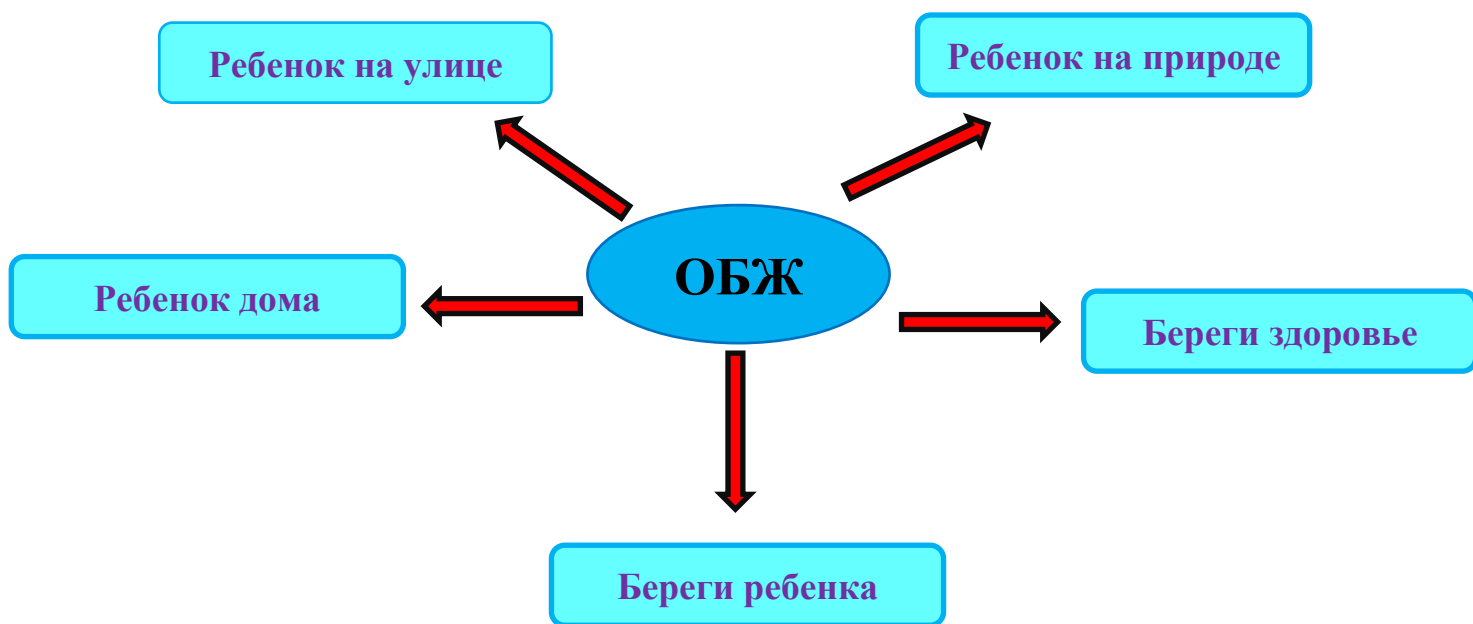 Ребенок на улице
Ребенок на природе
ОБЖ
Ребенок дома
Береги здоровье
Береги ребенка